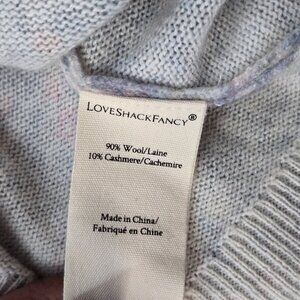 LOVESHACKFANCY®
90% Wool/Laine
10% Cashmere/Cachemire
Made in China/
Fabriqué en Chine